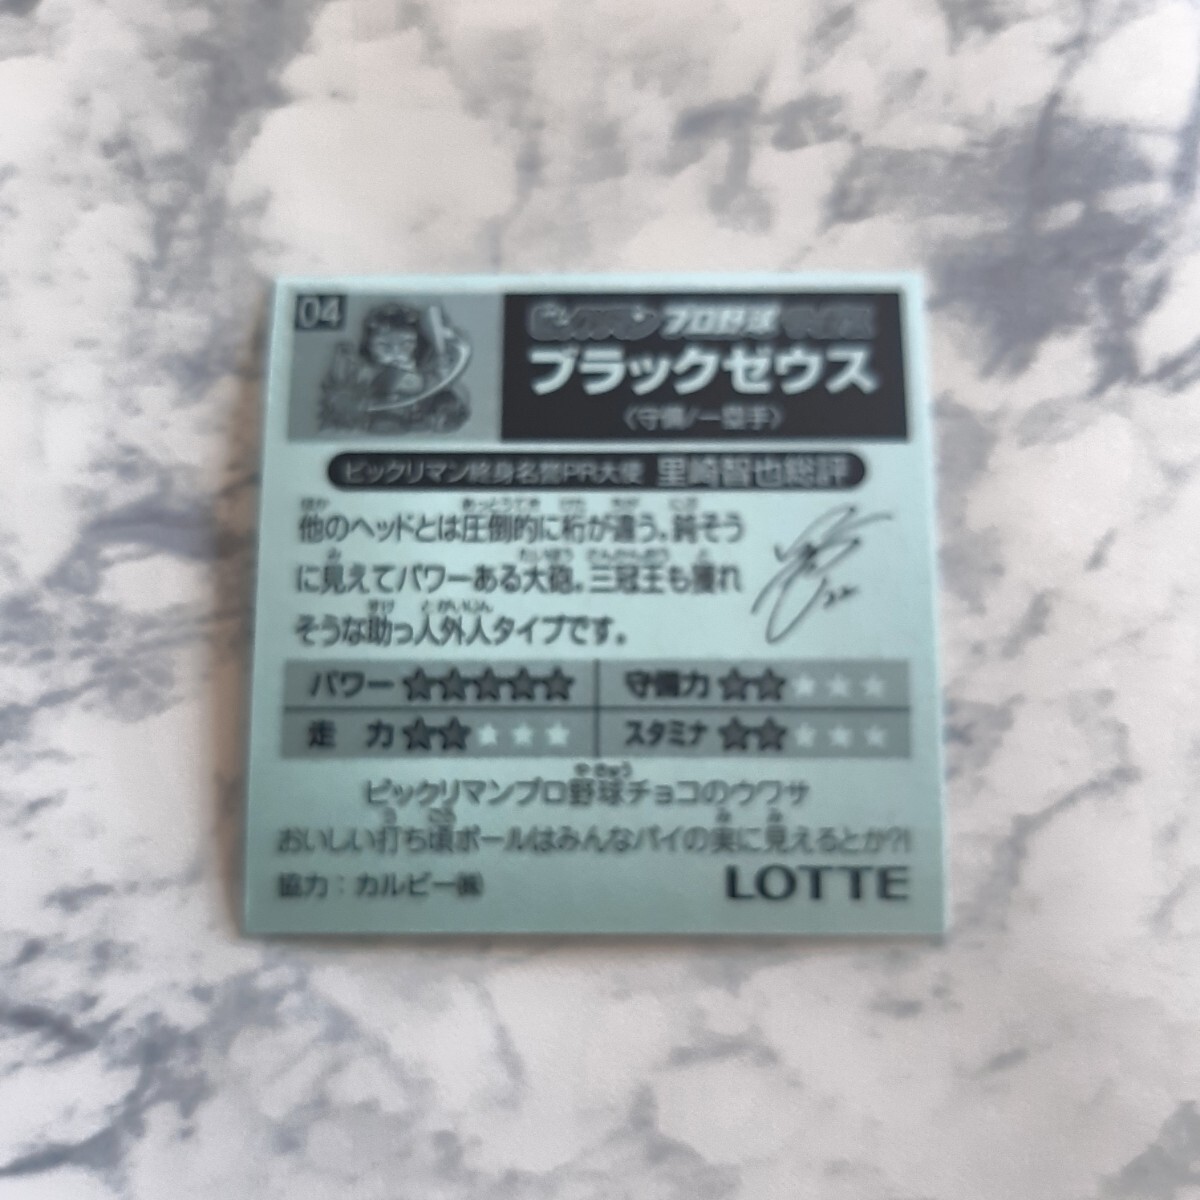 04
ビックリマン プロ野球
ブラックゼウス
〈守備/一塁手〉
ビックリマン終身名誉PR大使 里崎智也総評
他のヘッドとは圧倒的に桁が違う。鈍そう
に見えてパワーある大砲。三冠王も獲れ
そうな助っ人外人タイプです。
22
パワー ★★★★★ 守備力 ★★☆☆☆
走 力 ★★☆☆☆ スタミナ ★★☆☆☆
ビックリマンプロ野球チョコのウワサ
おいしい打ち頃ボールはみんなパイの実に見えるとか?!
協力：カルビー㈱
LOTTE